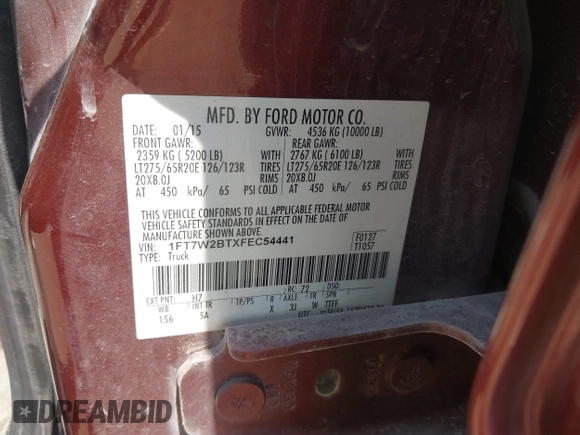 MFD. BY FORD MOTOR CO.
DATE: 01/15 GVWR: 4536 KG (10000 LB)
FRONT GAWR: REAR GAWR:
2359 KG ( 5200 LB) WITH 2767 KG ( 6100 LB) WITH
LT275/65R20E 126/123R TIRES LT275/65R20E 126/123R TIRES
20X8.0J RIMS 20X8.0J RIMS
AT 450 kPa/ 65 PSI COLD AT 450 kPa/ 65 PSI COLD
THIS VEHICLE CONFORMS TO ALL APPLICABLE FEDERAL MOTOR
VEHICLE SAFETY STANDARDS IN EFFECT ON THE DATE OF
MANUFACTURE SHOWN ABOVE.
VIN: 1FT7W2BTXFEC54441 F0127
TYPE: Truck T1057
EXT PNT: H7 RC: 72 DSO:
WB INT TR TP/PS R AXLE TR SPR
156 5A X 3J W TTFF
UTC
DREAMBID